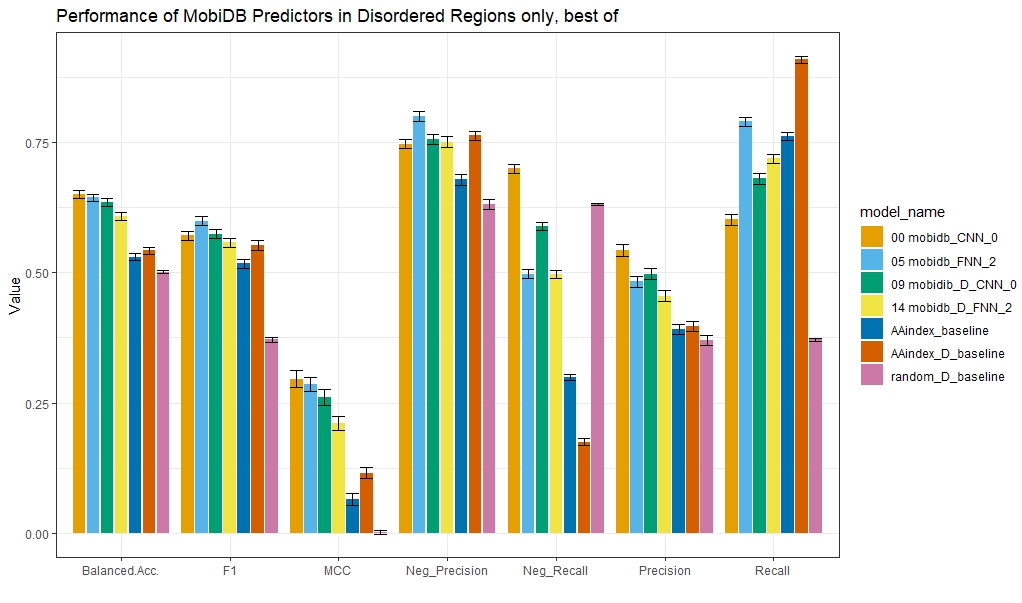 Performance of MobiDB Predictors in Disordered Regions only, best of
Value
0.75
0.50
0.25
0.00
Balanced.Acc.
F1
MCC
Neg_Precision
Neg_Recall
Precision
Recall
model_name
00 mobidb_CNN_0
05 mobidb_FNN_2
09 mobidib_D_CNN_0
14 mobidb_D_FNN_2
AAindex_baseline
AAindex_D_baseline
random_D_baseline